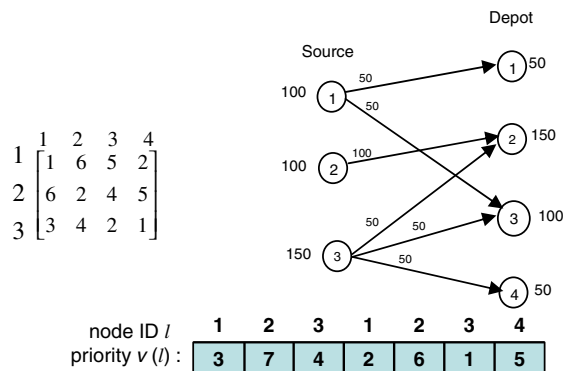 Depot
Source
1 50
50
100 1
50
2 150
100
100 2
1 2 3 4
1 1 6 5 2
2 6 2 4 5
3 3 4 2 1
50
3 100
50
150 3
50
4 50
node ID l 1 2 3 1 2 3 4
priority v (l) : 3 7 4 2 6 1 5